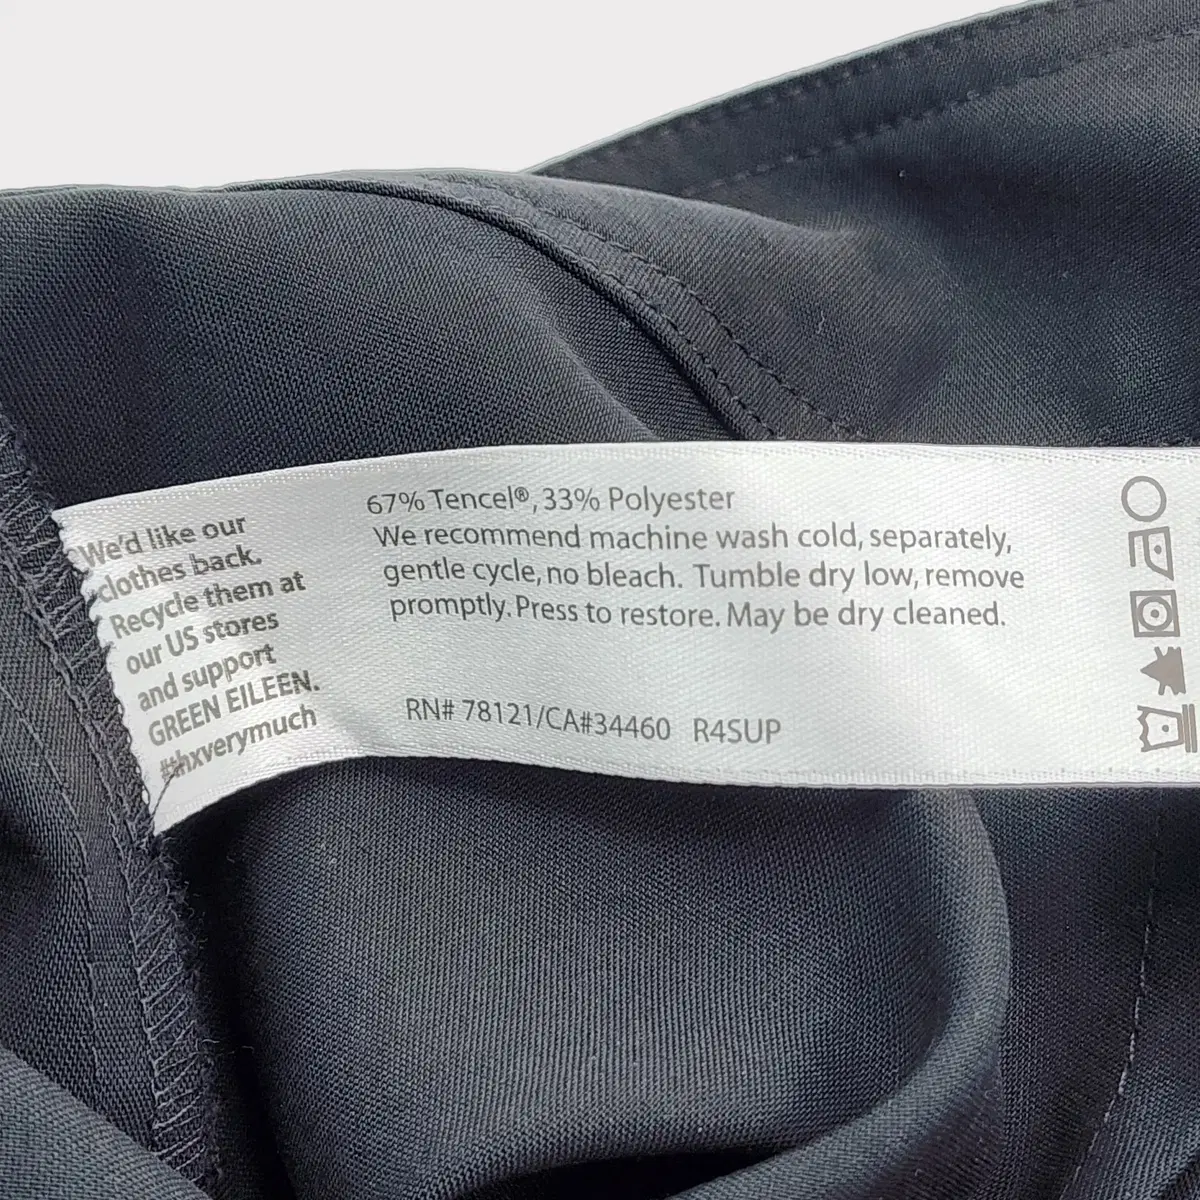 We'd like our
clothes back.
Recycle them at
our US stores
and support
GREEN EILEEN.
#thxverymuch
67% Tencel®, 33% Polyester
We recommend machine wash cold, separately,
gentle cycle, no bleach. Tumble dry low, remove
promptly. Press to restore. May be dry cleaned.
RN# 78121/CA#34460 R4SUP